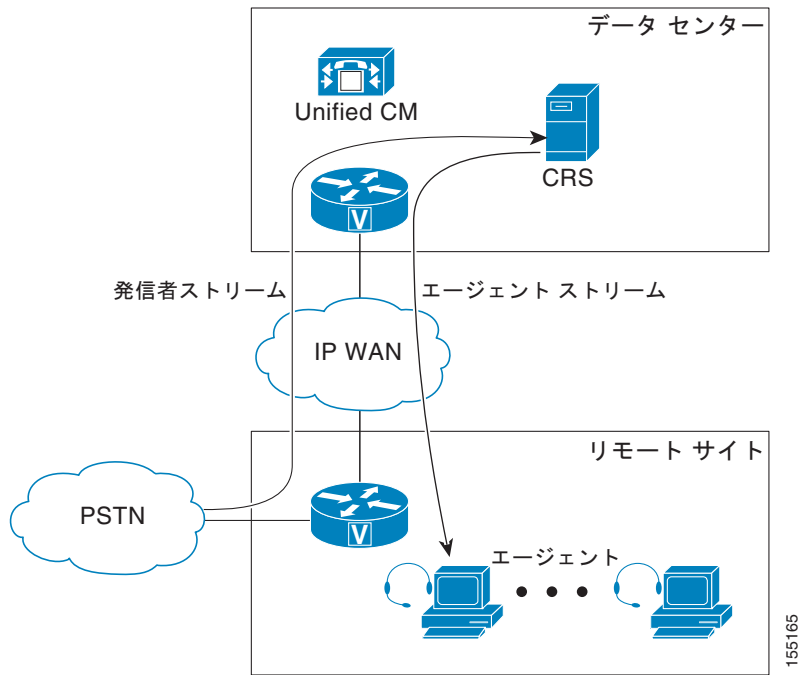 データ センター
Unified CM
CRS
V
発信者ストリーム
エージェント ストリーム
IP WAN
リモート サイト
PSTN
V
エージェント
155165